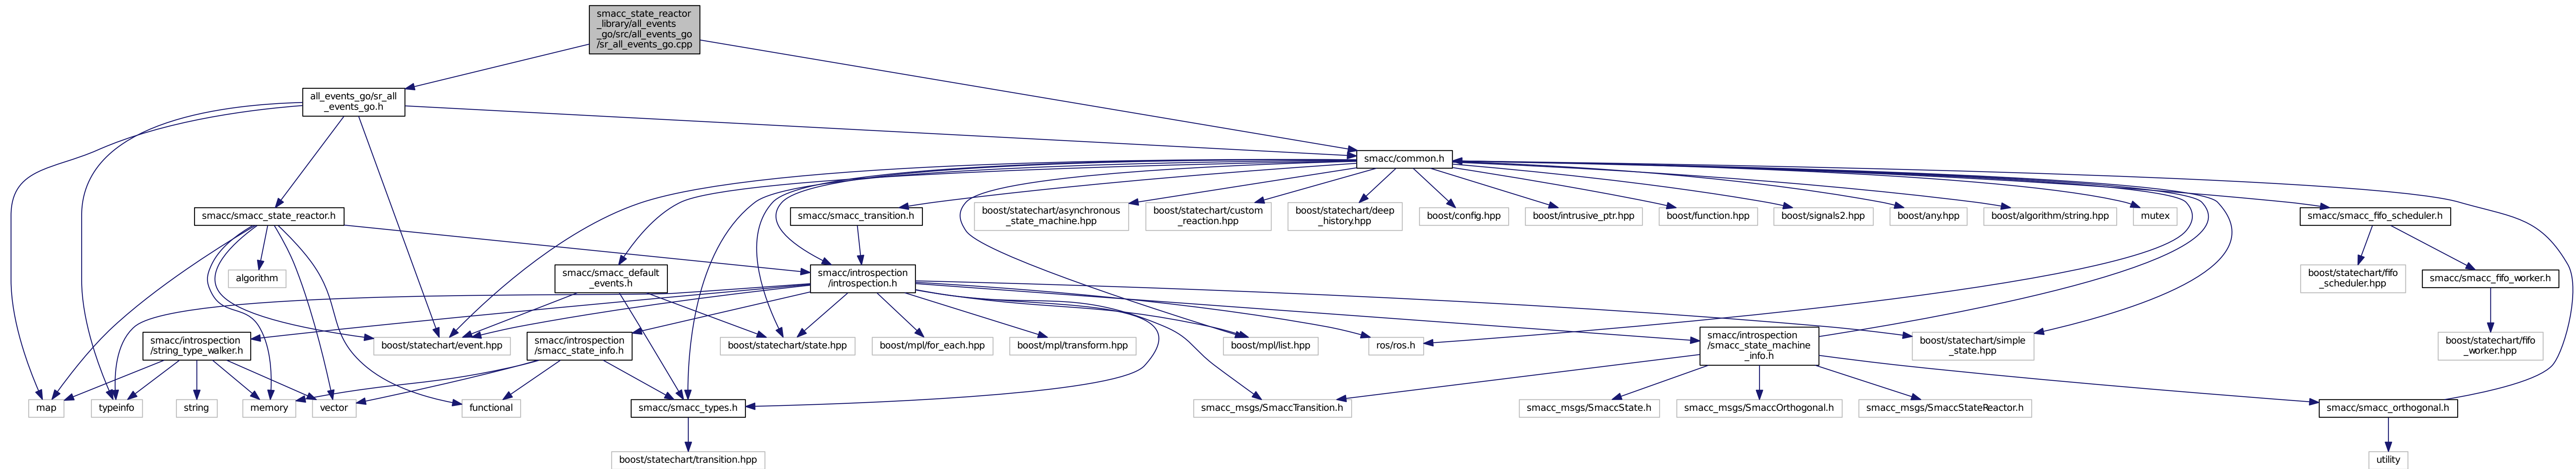 smacc_state_reactor
_library/all_events
_go/src/all_events_go
/sr_all_events_go.cpp
all_events_go/sr_all
_events_go.h
smacc/common.h
smacc/smacc_state_reactor.h
smacc/smacc_transition.h
boost/statechart/asynchronous
_state_machine.hpp
boost/statechart/custom
_reaction.hpp
boost/statechart/deep
_history.hpp
boost/config.hpp
boost/intrusive_ptr.hpp
boost/function.hpp
boost/signals2.hpp
boost/any.hpp
boost/algorithm/string.hpp
mutex
smacc/smacc_fifo_scheduler.h
algorithm
smacc/smacc_default
_events.h
smacc/introspection
/introspection.h
boost/statechart/fifo
_scheduler.hpp
smacc/smacc_fifo_worker.h
smacc/introspection
/string_type_walker.h
boost/statechart/event.hpp
smacc/introspection
/smacc_state_info.h
boost/statechart/state.hpp
boost/mpl/for_each.hpp
boost/mpl/transform.hpp
boost/mpl/list.hpp
ros/ros.h
smacc/introspection
/smacc_state_machine
_info.h
boost/statechart/simple
_state.hpp
boost/statechart/fifo
_worker.hpp
map
typeinfo
string
memory
vector
functional
smacc/smacc_types.h
smacc_msgs/SmaccTransition.h
smacc_msgs/SmaccState.h
smacc_msgs/SmaccOrthogonal.h
smacc_msgs/SmaccStateReactor.h
smacc/smacc_orthogonal.h
boost/statechart/transition.hpp
utility